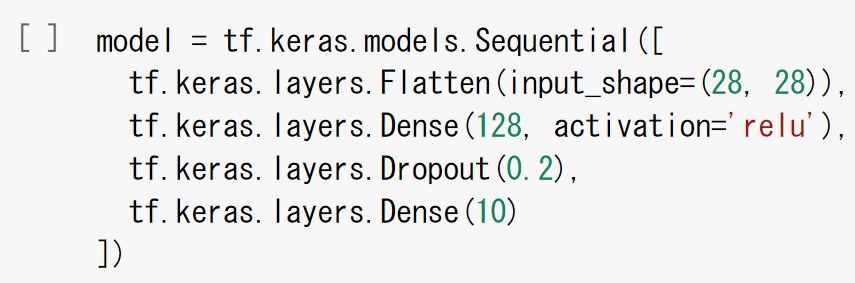 [ ] model = tf.keras.models.Sequential([
  tf.keras.layers.Flatten(input_shape=(28, 28)),
  tf.keras.layers.Dense(128, activation='relu'),
  tf.keras.layers.Dropout(0.2),
  tf.keras.layers.Dense(10)
])